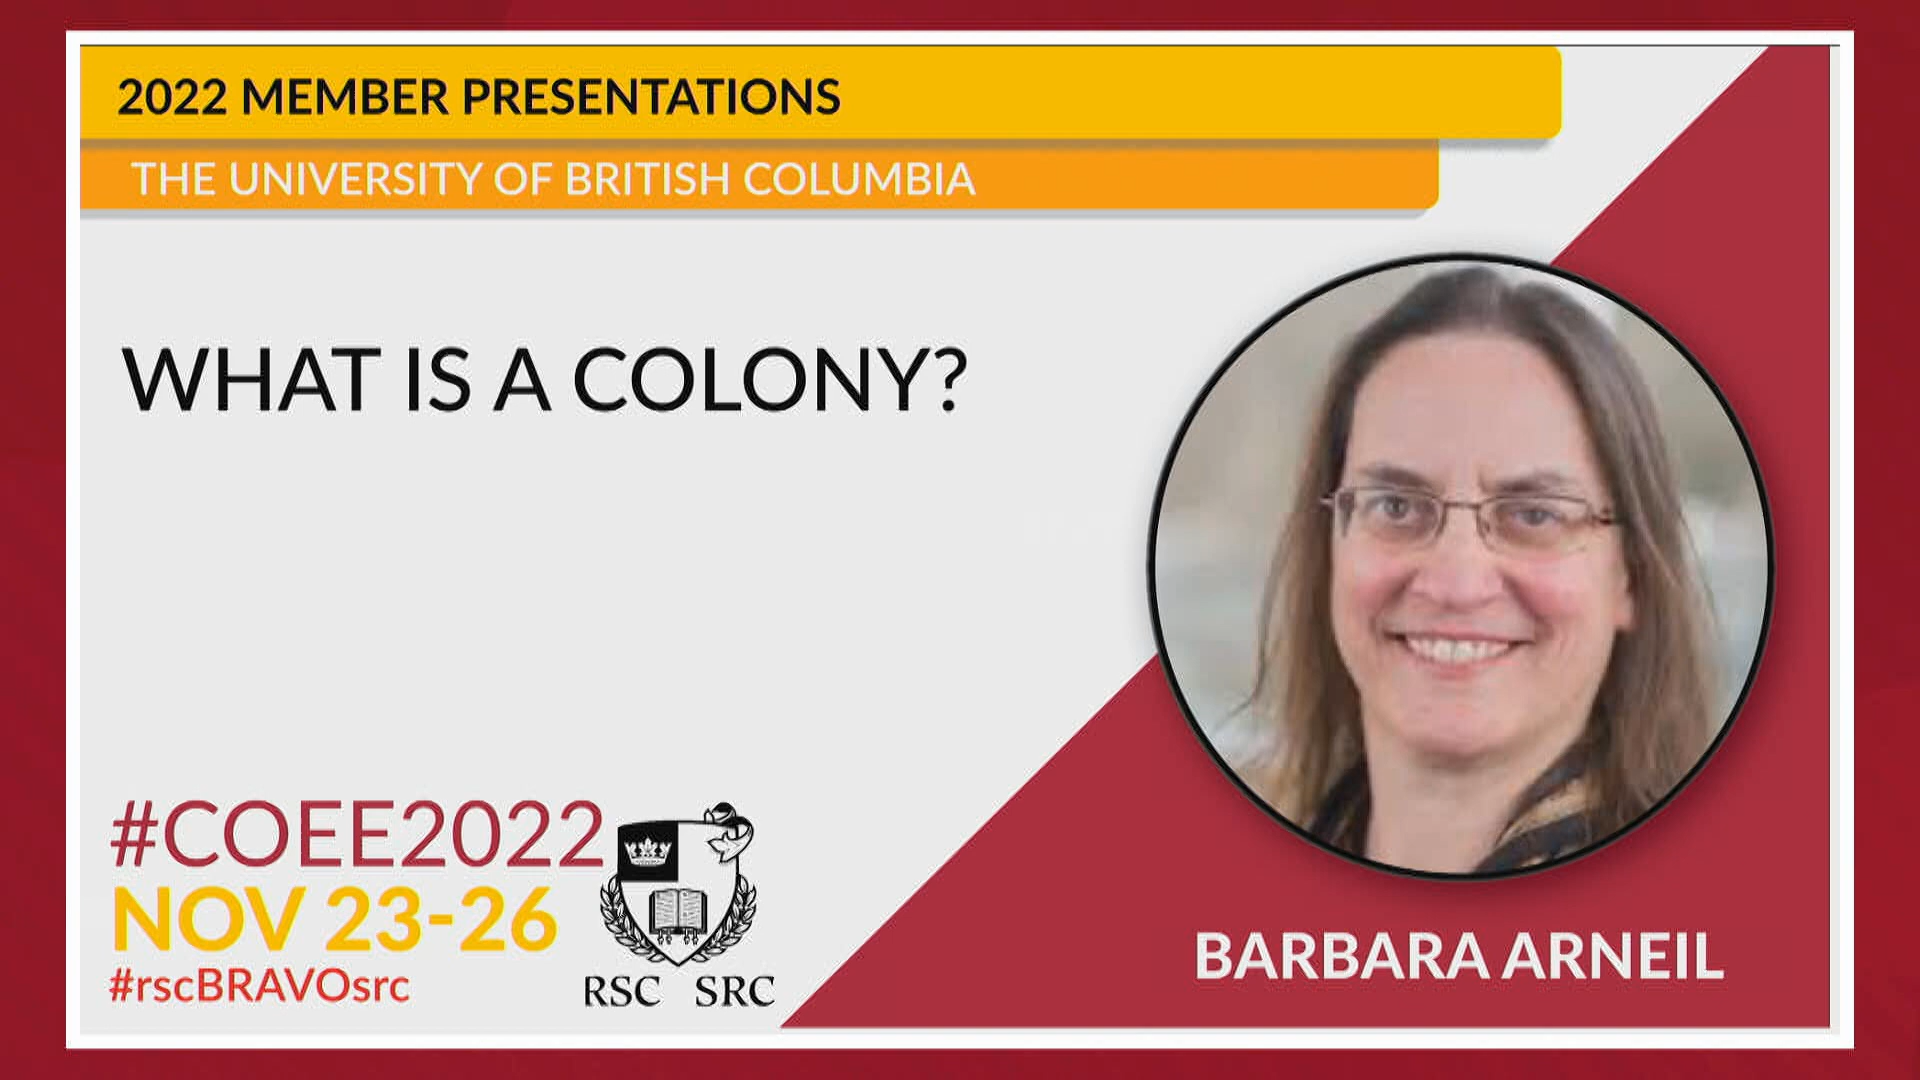 2022 MEMBER PRESENTATIONS
THE UNIVERSITY OF BRITISH COLUMBIA
WHAT IS A COLONY?
#COEE2022
NOV 23-26
#rscBRAVOsrc
RSC SRC
BARBARA ARNEIL